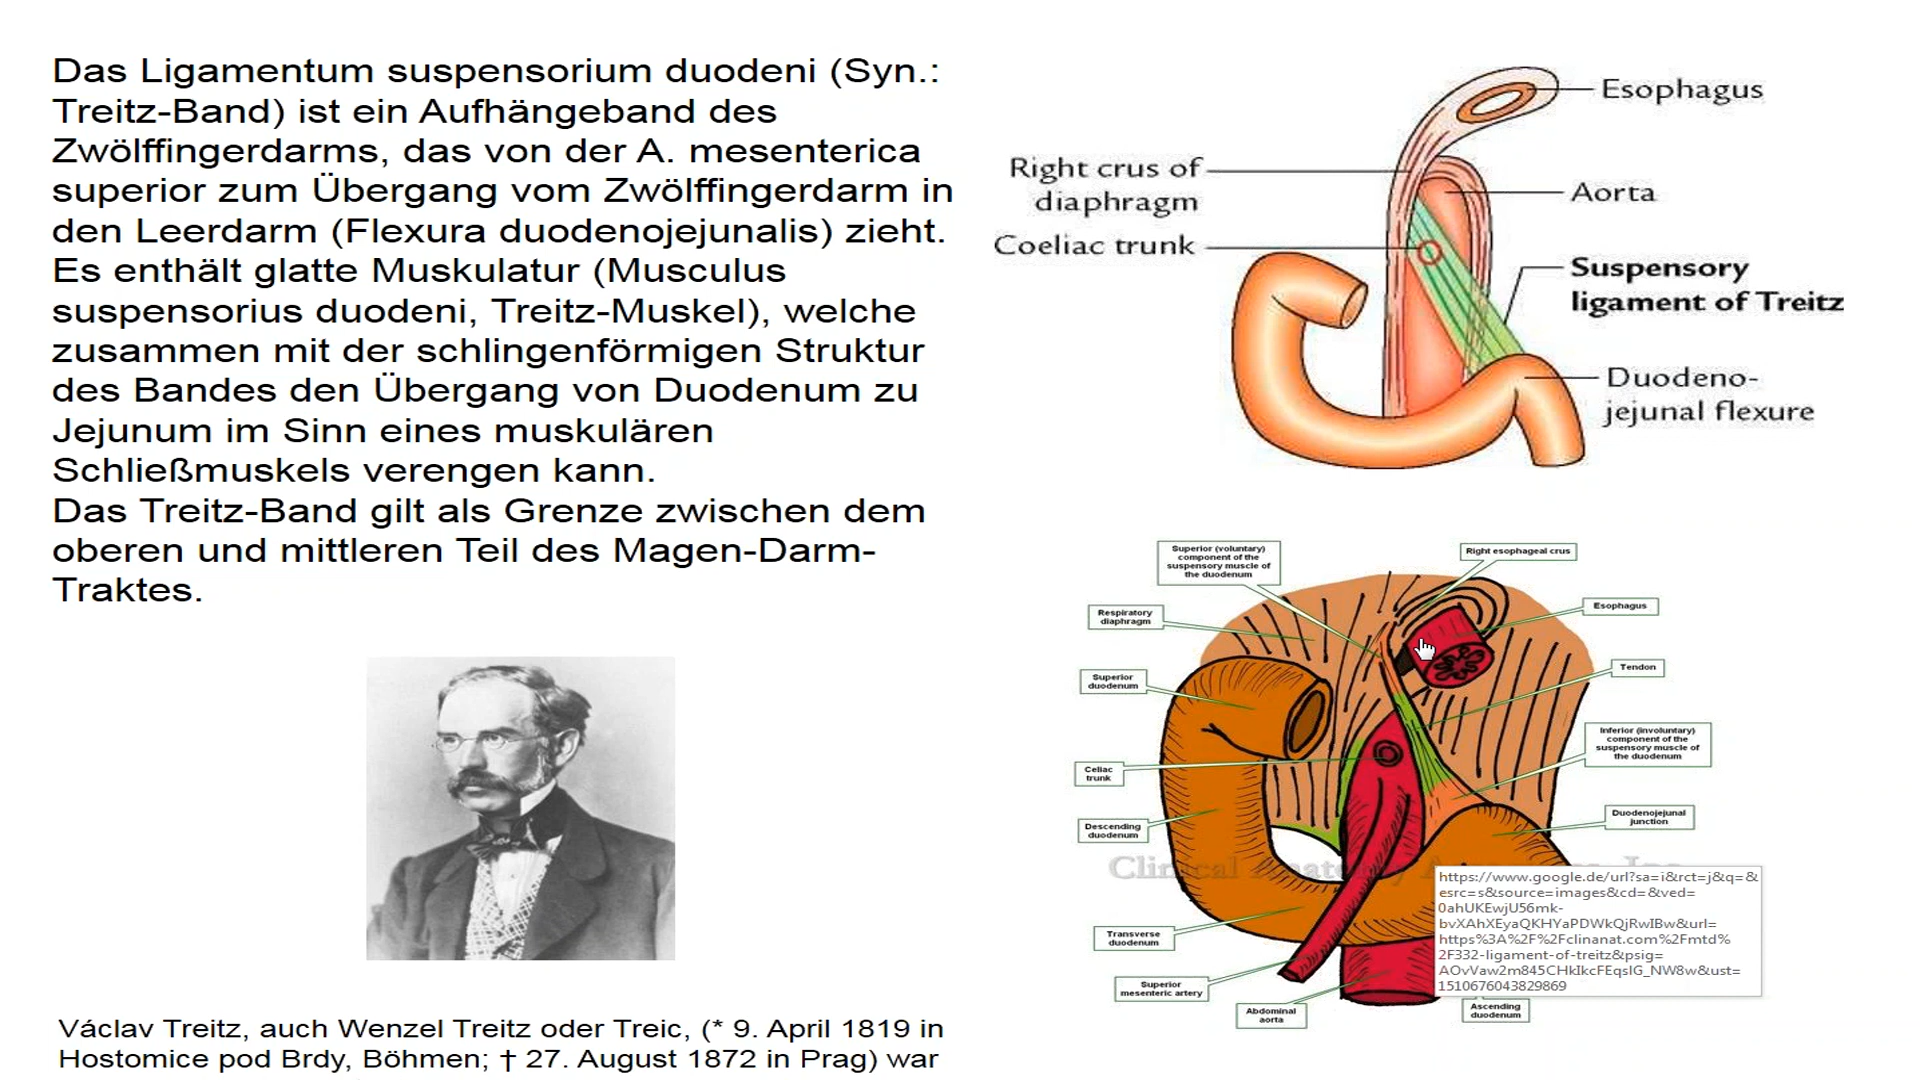 Das Ligamentum suspensorium duodeni (Syn.:
Treitz-Band) ist ein Aufhängeband des
Zwölffingerdarms, das von der A. mesenterica
superior zum Übergang vom Zwölffingerdarm in
den Leerdarm (Flexura duodenojejunalis) zieht.
Es enthält glatte Muskulatur (Musculus
suspensorius duodeni, Treitz-Muskel), welche
zusammen mit der schlingenförmigen Struktur
des Bandes den Übergang von Duodenum zu
Jejunum im Sinn eines muskulären
Schließmuskels verengen kann.
Das Treitz-Band gilt als Grenze zwischen dem
oberen und mittleren Teil des Magen-Darm-
Traktes.
Václav Treitz, auch Wenzel Treitz oder Treic, (* 9. April 1819 in
Hostomice pod Brdy, Böhmen; † 27. August 1872 in Prag) war
Esophagus
Right crus of
diaphragm
Aorta
Coeliac trunk
Suspensory
ligament of Treitz
Duodeno-
jejunal flexure
Superior (voluntary)
component of the
suspensory muscle of
the duodenum
Right esophageal crus
Respiratory
diaphragm
Esophagus
Tendon
Superior
duodenum
Inferior (involuntary)
component of the
suspensory muscle of
the duodenum
Celiac
trunk
Descending
duodenum
Duodenojejunal
junction
Clinical
Transverse
duodenum
Superior
mesenteric artery
Abdominal
aorta
Ascending
duodenum
https://www.google.de/url?sa=i&rct=j&q=&
esrc=s&source=images&cd=&ved=
0ahUKEwjU56mk-
bvXAhXEyaQKHYaPDWkQjRwIBw&url=
https%3A%2F%2Fclinanat.com%2Fmtd%
2F332-ligament-of-treitz&psig=
AOvVaw2m845CHkIkcFEqsIG_NW8w&ust=
1510676043829869